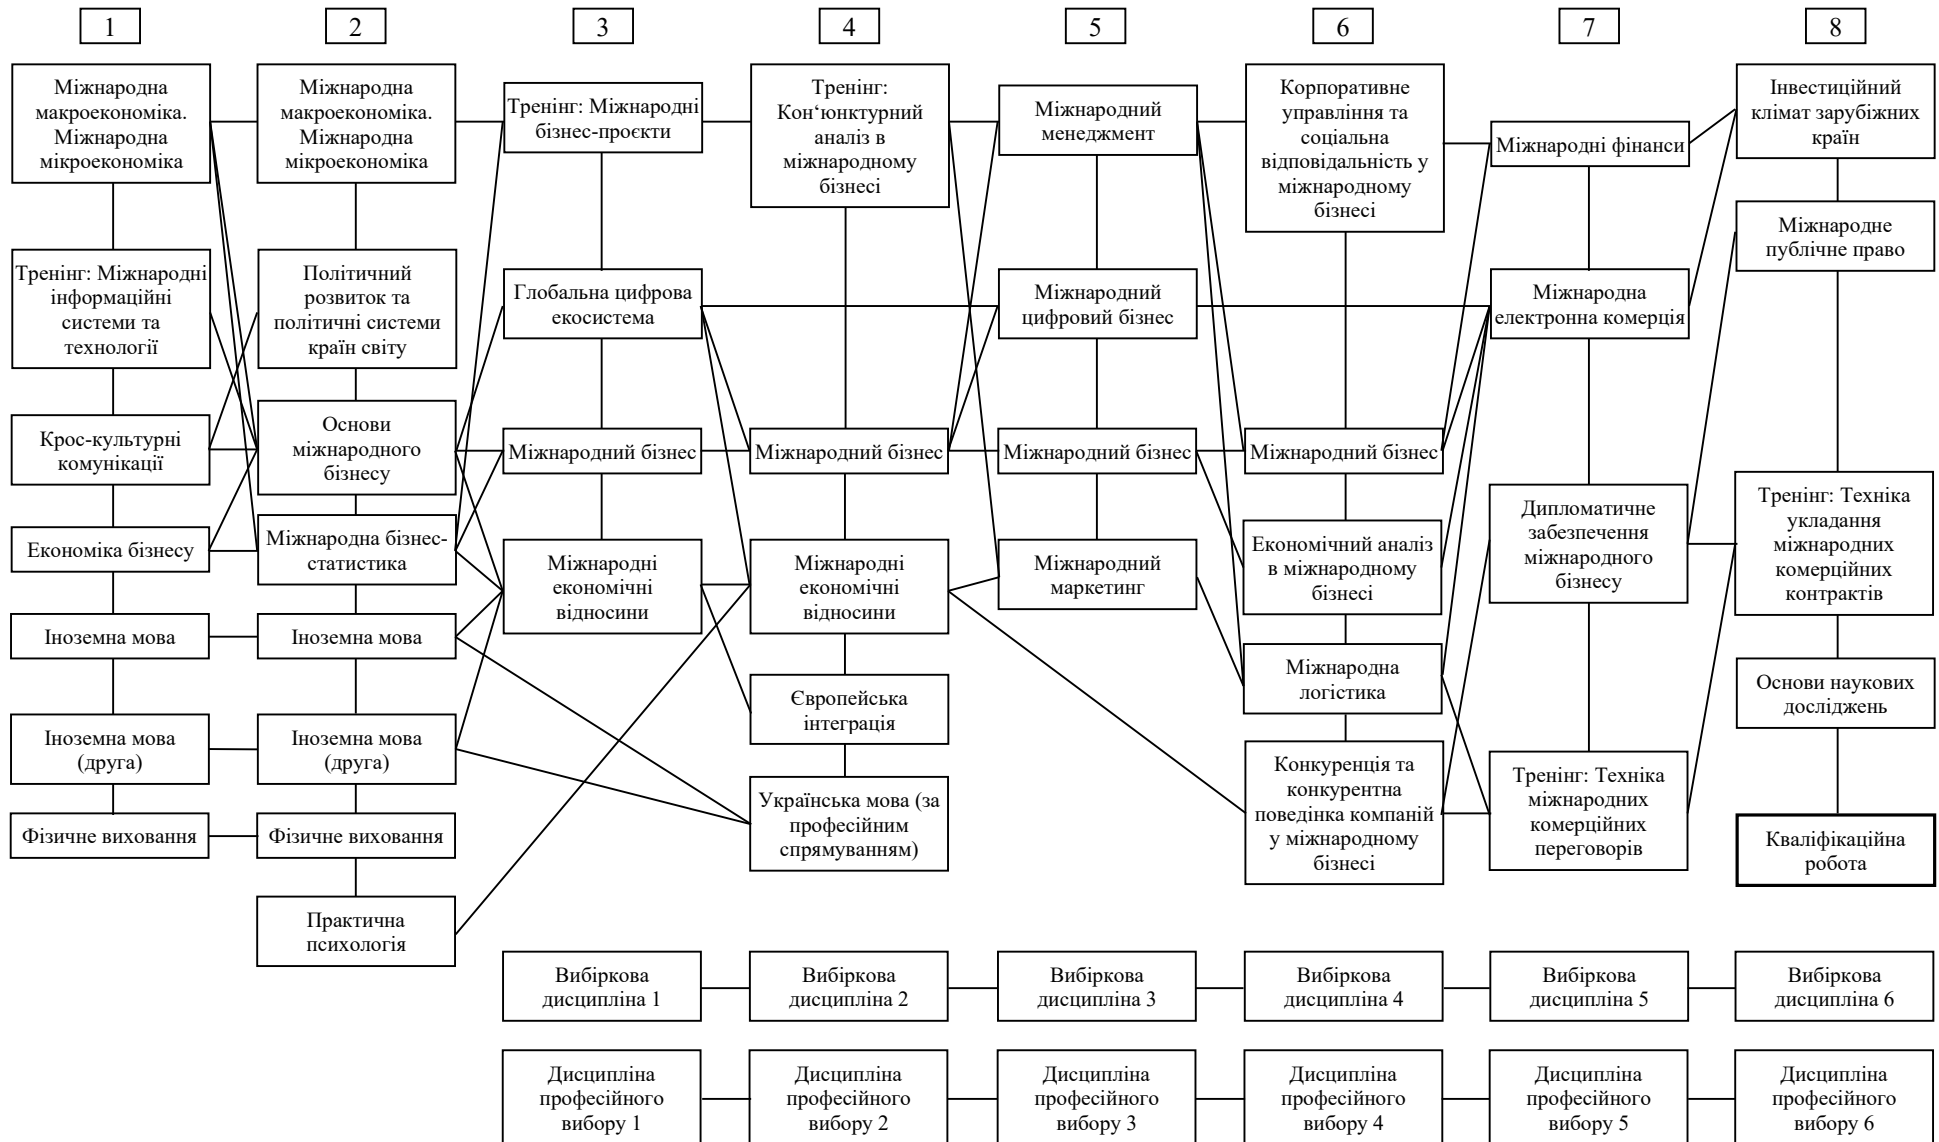 1
2
3
4
5
6
7
8
Міжнародна
макроекономіка.
Міжнародна
мікроекономіка
Тренінг: Міжнародні
інформаційні
системи та
технології
Крос-культурні
комунікації
Економіка бізнесу
Іноземна мова
Іноземна мова
(друга)
Фізичне виховання
Міжнародна
макроекономіка.
Міжнародна
мікроекономіка
Політичний
розвиток та
політичні системи
країн світу
Основи
міжнародного
бізнесу
Міжнародна бізнес-
статистика
Іноземна мова
Іноземна мова
(друга)
Фізичне виховання
Практична
психологія
Тренінг: Міжнародні
бізнес-проєкти
Глобальна цифрова
екосистема
Міжнародний бізнес
Міжнародні
економічні
відносини
Тренінг:
Кон‘юнктурний
аналіз в
міжнародному
бізнесі
Міжнародний бізнес
Міжнародні
економічні
відносини
Європейська
інтеграція
Українська мова (за
професійним
спрямуванням)
Міжнародний
менеджмент
Міжнародний
цифровий бізнес
Міжнародний бізнес
Міжнародний
маркетинг
Корпоративне
управління та
соціальна
відповідальність у
міжнародному
бізнесі
Міжнародний бізнес
Економічний аналіз
в міжнародному
бізнесі
Міжнародна
логістика
Конкуренція та
конкурентна
поведінка компаній
у міжнародному
бізнесі
Міжнародні фінанси
Міжнародна
електронна комерція
Дипломатичне
забезпечення
міжнародного
бізнесу
Тренінг: Техніка
міжнародних
комерційних
переговорів
Інвестиційний
клімат зарубіжних
країн
Міжнародне
публічне право
Тренінг: Техніка
укладання
міжнародних
комерційних
контрактів
Основи наукових
досліджень
Кваліфікаційна
робота
Вибіркова
дисципліна 1
Вибіркова
дисципліна 2
Вибіркова
дисципліна 3
Вибіркова
дисципліна 4
Вибіркова
дисципліна 5
Вибіркова
дисципліна 6
Дисципліна
професійного
вибору 1
Дисципліна
професійного
вибору 2
Дисципліна
професійного
вибору 3
Дисципліна
професійного
вибору 4
Дисципліна
професійного
вибору 5
Дисципліна
професійного
вибору 6